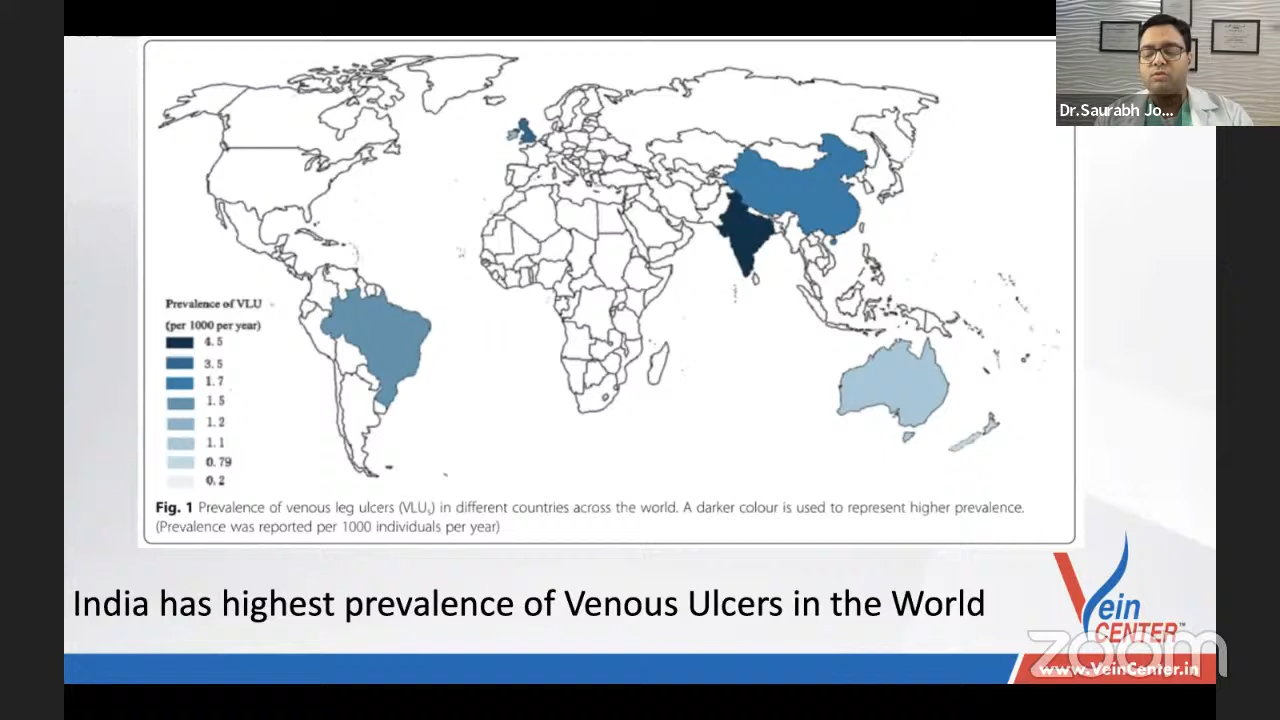 Dr.Saurabh Jo...
Prevalence of VLU
(per 1000 per year)
4.5
3.5
1.7
1.5
1.2
1.1
0.79
0.2
Fig. 1 Prevalence of venous leg ulcers (VLUs) in different countries across the world. A darker colour is used to represent higher prevalence.
(Prevalence was reported per 1000 individuals per year)
India has highest prevalence of Venous Ulcers in the World
Vein
CENTER™
zoom
www.VeinCenter.in